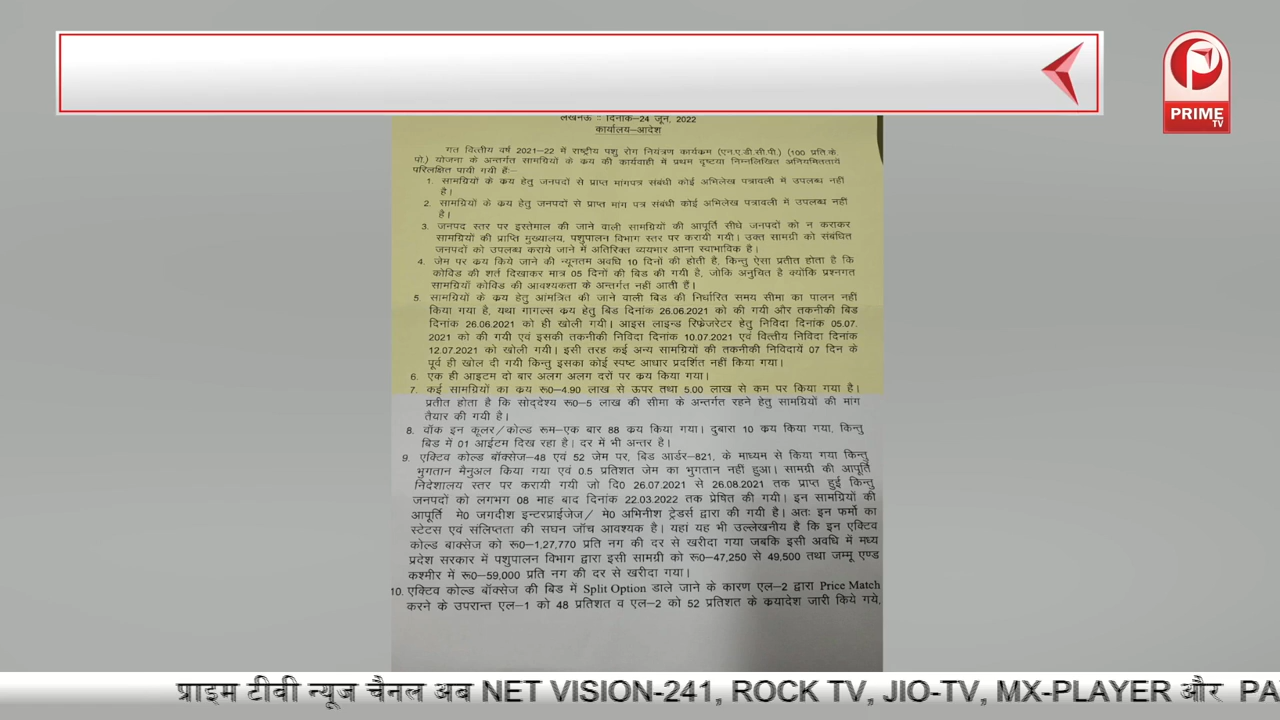 PRIME
TV
लखनऊ :: दिनांक–24 जून, 2022
कार्यालय–आदेश
गत वित्तीय वर्ष 2021–22 में राष्ट्रीय पशु रोग नियंत्रण कार्यक्रम (एन.ए.डी.सी.पी.) (100 प्रति.के.
पो.) योजना के अन्तर्गत सामग्रियों के क्रय की कार्यवाही में प्रथम दृष्टया निम्नलिखित अनियमिततायें
परिलक्षित पायी गयी हैंः–
1. सामग्रियों के क्रय हेतु जनपदों से प्राप्त मांगपत्र संबंधी कोई अभिलेख पत्रावली में उपलब्ध नहीं
है।
2. सामग्रियों के क्रय हेतु जनपदों से प्राप्त मांग पत्र संबंधी कोई अभिलेख पत्रावली में उपलब्ध नहीं
है।
3. जनपद स्तर पर इस्तेमाल की जाने वाली सामग्रियों की आपूर्ति सीधे जनपदों को न कराकर
सामग्रियों की प्राप्ति मुख्यालय, पशुपालन विभाग स्तर पर करायी गयी। उक्त सामग्री को संबंधित
जनपदों को उपलब्ध कराये जाने में अतिरिक्त व्ययभार आना स्वाभाविक है।
4. जेम पर क्रय किये जाने की न्यूनतम अवधि 10 दिनों की होती है, किन्तु ऐसा प्रतीत होता है कि
कोविड की शर्त दिखाकर मात्र 05 दिनों की बिड की गयी है, जोकि अनुचित है क्योंकि प्रश्नगत
सामग्रियाँ कोविड की आवश्यकता के अन्तर्गत नहीं आती हैं।
5. सामग्रियों के क्रय हेतु आंमत्रित की जाने वाली बिड की निर्धारित समय सीमा का पालन नहीं
किया गया है, यथा गागल्स क्रय हेतु बिड दिनांक 26.06.2021 को की गयी और तकनीकी बिड
दिनांक 26.06.2021 को ही खोली गयी। आइस लाइन्ड रिफ्रेजरेटर हेतु निविदा दिनांक 05.07.
2021 को की गयी एवं इसकी तकनीकी निविदा दिनांक 10.07.2021 एवं वित्तीय निविदा दिनांक
12.07.2021 को खोली गयी। इसी तरह कई अन्य सामग्रियों की तकनीकी निविदायें 07 दिन के
पूर्व ही खोल दी गयी किन्तु इसका कोई स्पष्ट आधार प्रदर्शित नहीं किया गया।
6. एक ही आइटम दो बार अलग अलग दरों पर क्रय किया गया।
7. कई सामग्रियों का क्रय रू0–4.90 लाख से ऊपर तथा 5.00 लाख से कम पर किया गया है।
प्रतीत होता है कि सोद्देश्य रू0–5 लाख की सीमा के अन्तर्गत रहने हेतु सामग्रियों की मांग
तैयार की गयी है।
8. वॉक इन कूलर/कोल्ड रूम–एक बार 88 क्रय किया गया। दुबारा 10 क्रय किया गया, किन्तु
बिड में 01 आईटम दिख रहा है। दर में भी अन्तर है।
9. एक्टिव कोल्ड बॉक्सेज–48 एवं 52 जेम पर, बिड आर्डर–821, के माध्यम से किया गया किन्तु
भुगतान मैनुअल किया गया एवं 0.5 प्रतिशत जेम का भुगतान नहीं हुआ। सामग्री की आपूर्ति
निदेशालय स्तर पर करायी गयी जो दि0 26.07.2021 से 26.08.2021 तक प्राप्त हुई किन्तु
जनपदों को लगभग 08 माह बाद दिनांक 22.03.2022 तक प्रेषित की गयी। इन सामग्रियों की
आपूर्ति मे0 जगदीश इन्टरप्राईजेज/ मे0 अभिनीश ट्रेडर्स द्वारा की गयी है। अतः इन फर्मो का
स्टेटस एवं संलिप्तता की सघन जाँच आवश्यक है। यहां यह भी उल्लेखनीय है कि इन एक्टिव
कोल्ड बाक्सेज को रू0–1,27,770 प्रति नग की दर से खरीदा गया जबकि इसी अवधि में मध्य
प्रदेश सरकार में पशुपालन विभाग द्वारा इसी सामग्री को रू0–47,250 से 49,500 तथा जम्मू एण्ड
कश्मीर में रू0–59,000 प्रति नग की दर से खरीदा गया।
10. एक्टिव कोल्ड बॉक्सेज की बिड में Split Option डाले जाने के कारण एल–2 द्वारा Price Match
करने के उपरान्त एल–1 को 48 प्रतिशत व एल–2 को 52 प्रतिशत के क्रयादेश जारी किये गये,
प्राइम टीवी न्यूज चैनल अब NET VISION-241, ROCK TV, JIO-TV, MX-PLAYER और PA